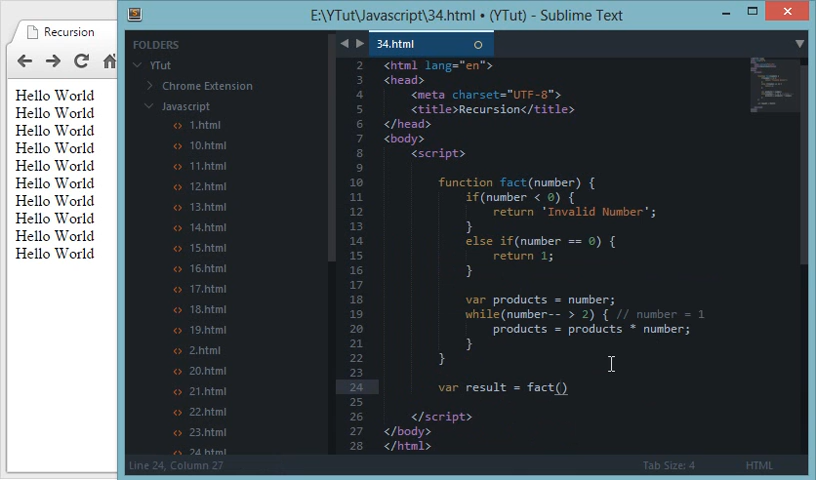 E:\YTut\Javascript\34.html • (YTut) - Sublime Text
Recursion
Hello World
Hello World
Hello World
Hello World
Hello World
Hello World
Hello World
Hello World
Hello World
Hello World
FOLDERS
YTut
Chrome Extension
Javascript
<> 1.html
<> 10.html
<> 11.html
<> 12.html
<> 13.html
<> 14.html
<> 15.html
<> 16.html
<> 17.html
<> 18.html
<> 19.html
<> 2.html
<> 20.html
<> 21.html
<> 22.html
<> 23.html
<> 24.html
34.html
2 <html lang="en">
3 <head>
4 <meta charset="UTF-8">
5 <title>Recursion</title>
6 </head>
7 <body>
8 <script>
9
10 function fact(number) {
11 if(number < 0) {
12 return 'Invalid Number';
13 }
14 else if(number == 0) {
15 return 1;
16 }
17
18 var products = number;
19 while(number-- > 2) { // number = 1
20 products = products * number;
21 }
22 }
23
24 var result = fact()
25
26 </script>
27 </body>
28 </html>
Line 24, Column 27
Tab Size: 4
HTML